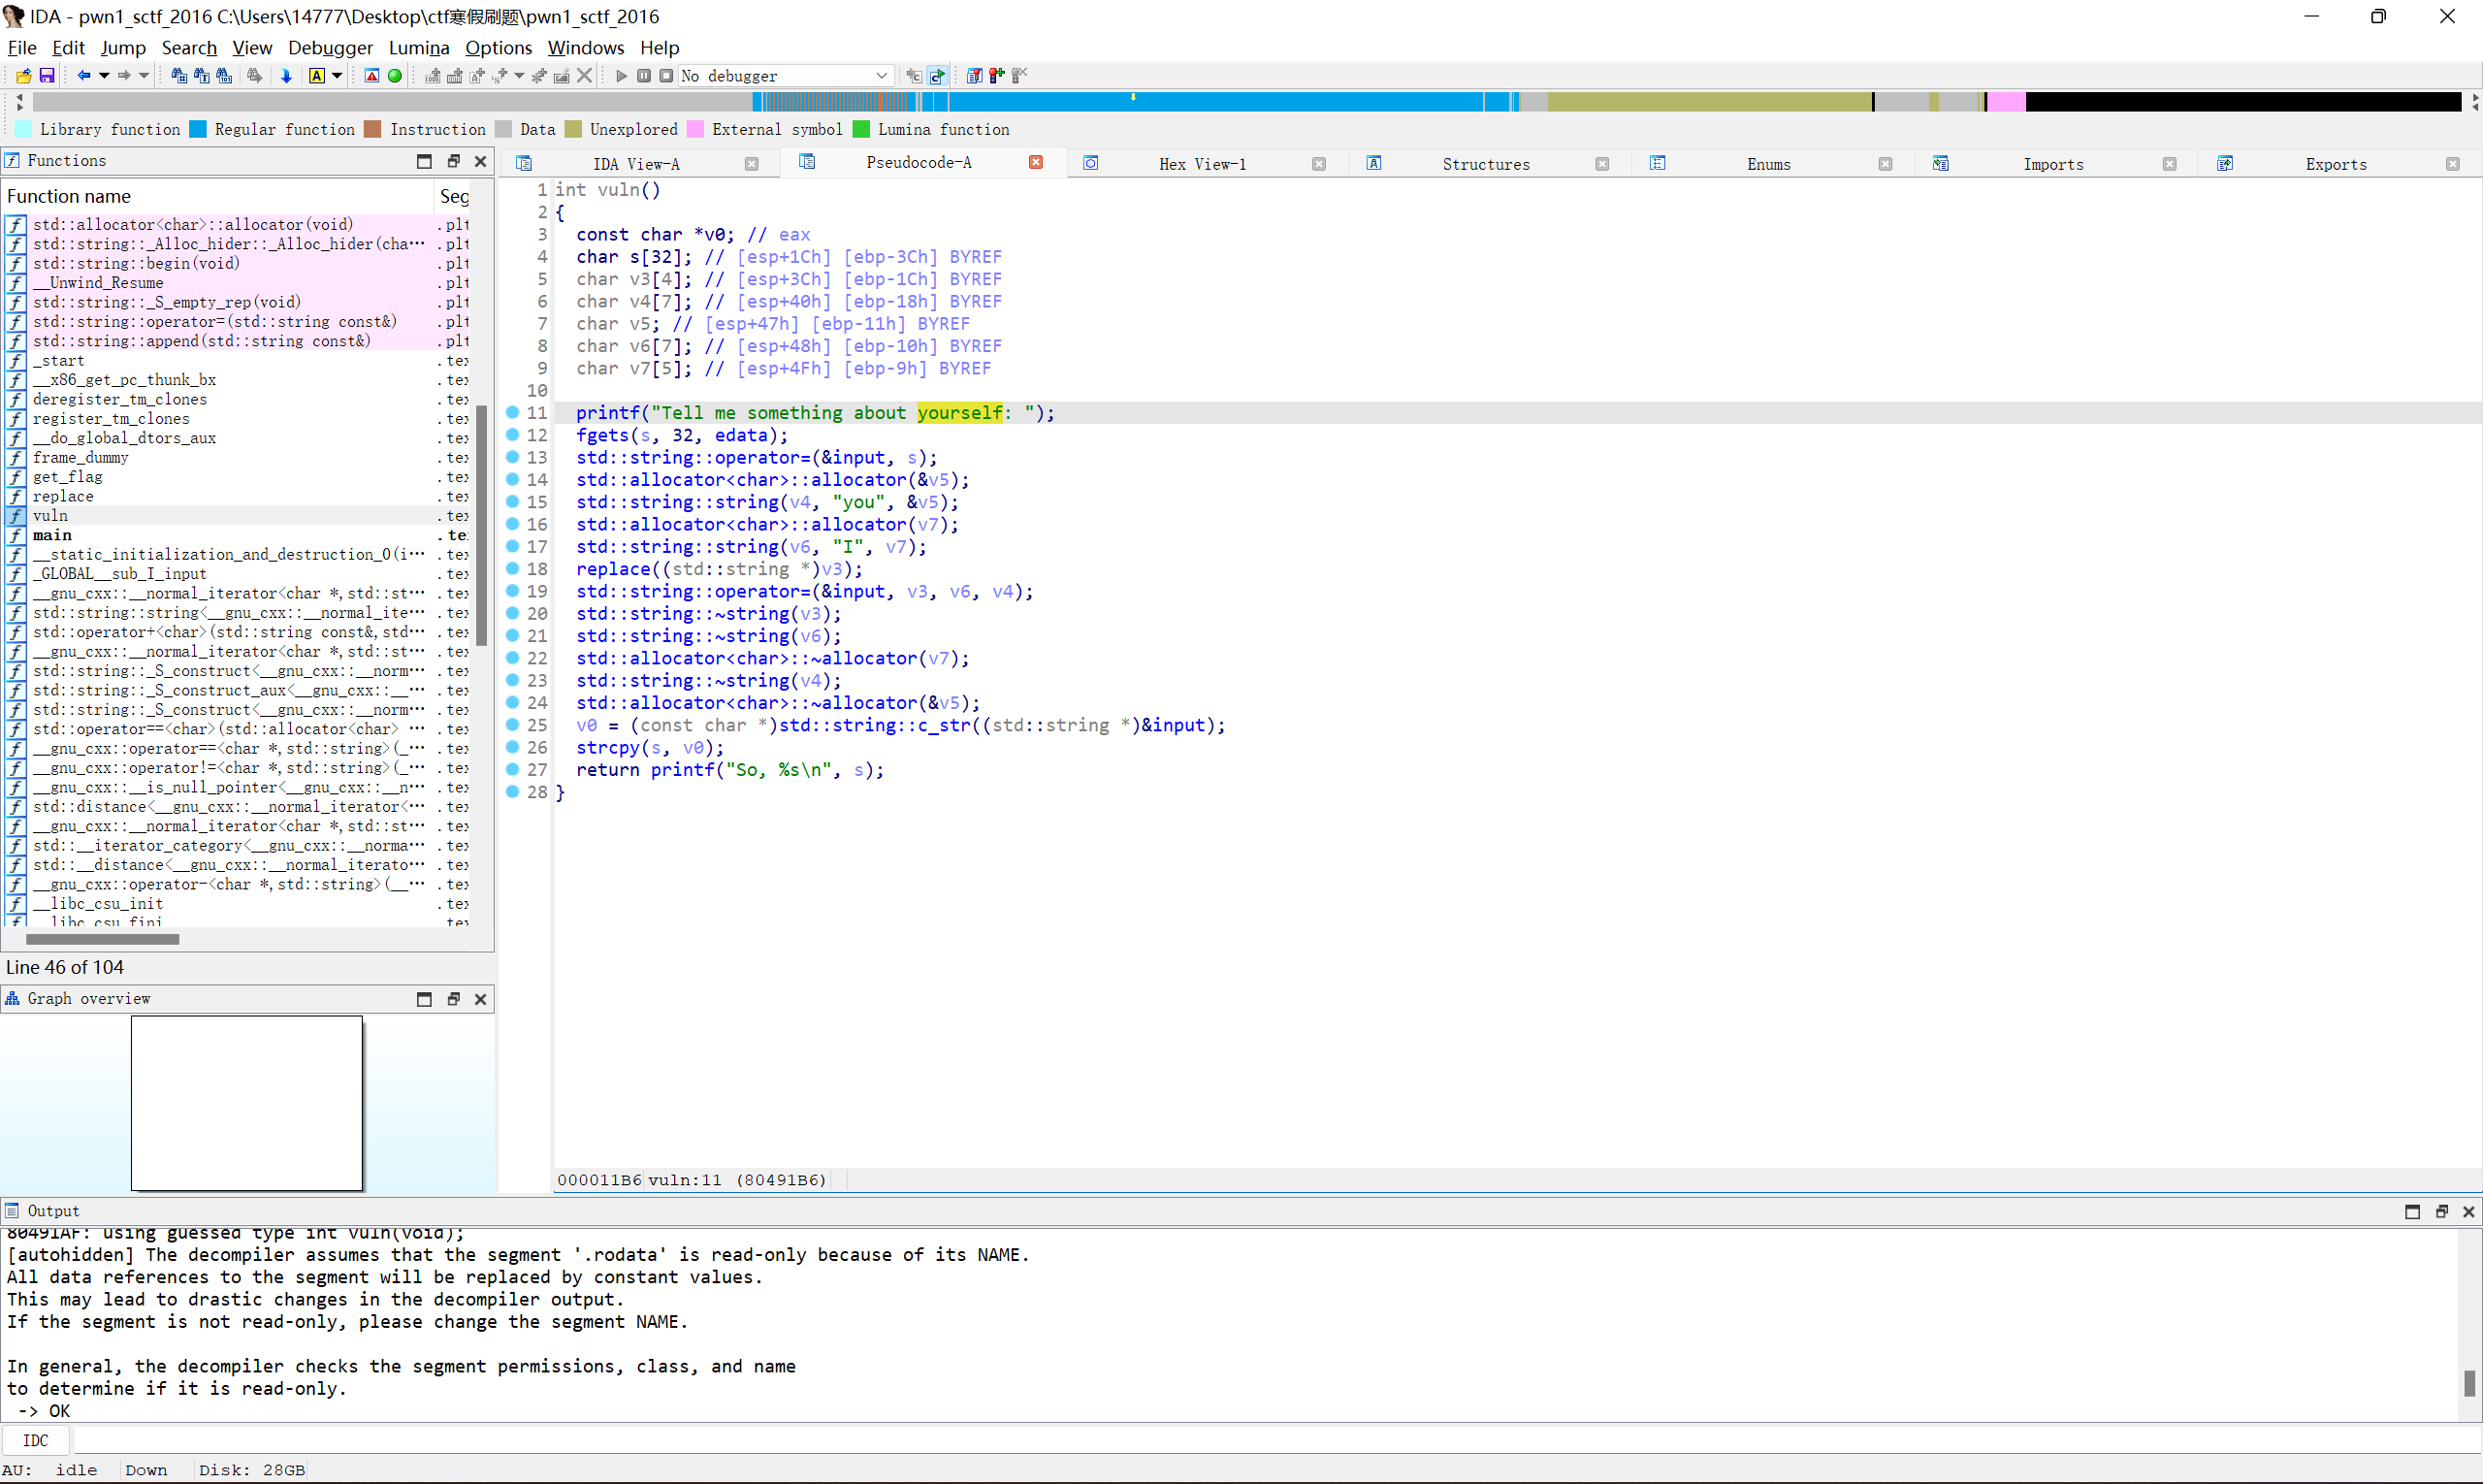 IDA - pwn1_sctf_2016 C:\Users\14777\Desktop\ctf寒假刷题\pwn1_sctf_2016
File Edit Jump Search View Debugger Lumina Options Windows Help
No debugger
Library function Regular function Instruction Data Unexplored External symbol Lumina function
Functions
Function name Seg
std::allocator<char>::allocator(void) .plt
std::string::_Alloc_hider::_Alloc_hider(cha… .plt
std::string::begin(void) .plt
__Unwind_Resume .plt
std::string::_S_empty_rep(void) .plt
std::string::operator=(std::string const&) .plt
std::string::append(std::string const&) .plt
_start .tex
__x86_get_pc_thunk_bx .tex
deregister_tm_clones .tex
register_tm_clones .tex
__do_global_dtors_aux .tex
frame_dummy .tex
get_flag .tex
replace .tex
vuln .tex
main .te
__static_initialization_and_destruction_0(i… .tex
_GLOBAL__sub_I_input .tex
__gnu_cxx::__normal_iterator<char *,std::st… .tex
std::string::string<__gnu_cxx::__normal_ite… .tex
std::operator+<char>(std::string const&,std… .tex
__gnu_cxx::__normal_iterator<char *,std::st… .tex
std::string::_S_construct<__gnu_cxx::__norm… .tex
std::string::_S_construct_aux<__gnu_cxx::__… .tex
std::string::_S_construct<__gnu_cxx::__norm… .tex
std::operator==<char>(std::allocator<char> … .tex
__gnu_cxx::operator==<char *,std::string>(_… .tex
__gnu_cxx::operator!=<char *,std::string>(_… .tex
__gnu_cxx::__is_null_pointer<__gnu_cxx::__n… .tex
std::distance<__gnu_cxx::__normal_iterator<… .tex
__gnu_cxx::__normal_iterator<char *,std::st… .tex
std::__iterator_category<__gnu_cxx::__norma… .tex
std::__distance<__gnu_cxx::__normal_iterato… .tex
__gnu_cxx::operator-<char *,std::string>(__… .tex
__libc_csu_init .tex
__libc_csu_fini .tex
Line 46 of 104
Graph overview
IDA View-A Pseudocode-A Hex View-1 Structures Enums Imports Exports
1 int vuln()
2 {
3 const char *v0; // eax
4 char s[32]; // [esp+1Ch] [ebp-3Ch] BYREF
5 char v3[4]; // [esp+3Ch] [ebp-1Ch] BYREF
6 char v4[7]; // [esp+40h] [ebp-18h] BYREF
7 char v5; // [esp+47h] [ebp-11h] BYREF
8 char v6[7]; // [esp+48h] [ebp-10h] BYREF
9 char v7[5]; // [esp+4Fh] [ebp-9h] BYREF
10
11 printf("Tell me something about yourself: ");
12 fgets(s, 32, edata);
13 std::string::operator=(&input, s);
14 std::allocator<char>::allocator(&v5);
15 std::string::string(v4, "you", &v5);
16 std::allocator<char>::allocator(v7);
17 std::string::string(v6, "I", v7);
18 replace((std::string *)v3);
19 std::string::operator=(&input, v3, v6, v4);
20 std::string::~string(v3);
21 std::string::~string(v6);
22 std::allocator<char>::~allocator(v7);
23 std::string::~string(v4);
24 std::allocator<char>::~allocator(&v5);
25 v0 = (const char *)std::string::c_str((std::string *)&input);
26 strcpy(s, v0);
27 return printf("So, %s\n", s);
28 }
000011B6 vuln:11 (80491B6)
Output
80491AF: using guessed type int vuln(void);
[autohidden] The decompiler assumes that the segment '.rodata' is read-only because of its NAME.
All data references to the segment will be replaced by constant values.
This may lead to drastic changes in the decompiler output.
If the segment is not read-only, please change the segment NAME.
In general, the decompiler checks the segment permissions, class, and name
to determine if it is read-only.
-> OK
IDC
AU: idle Down Disk: 28GB